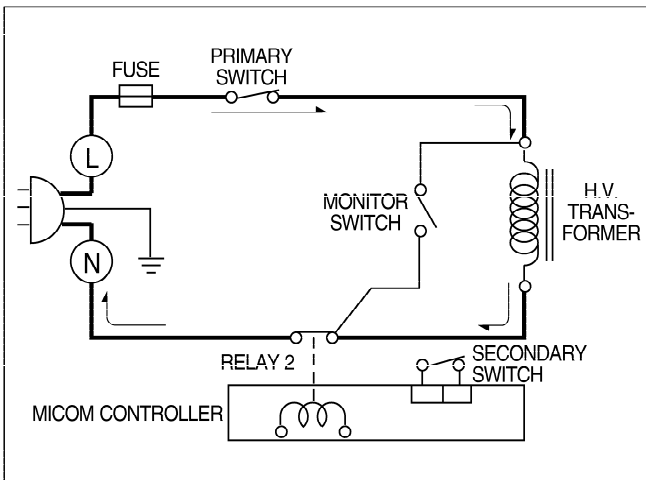 FUSE
PRIMARY
SWITCH
L
MONITOR
SWITCH
H.V.
TRANS-
FORMER
N
RELAY 2
SECONDARY
SWITCH
MICOM CONTROLLER